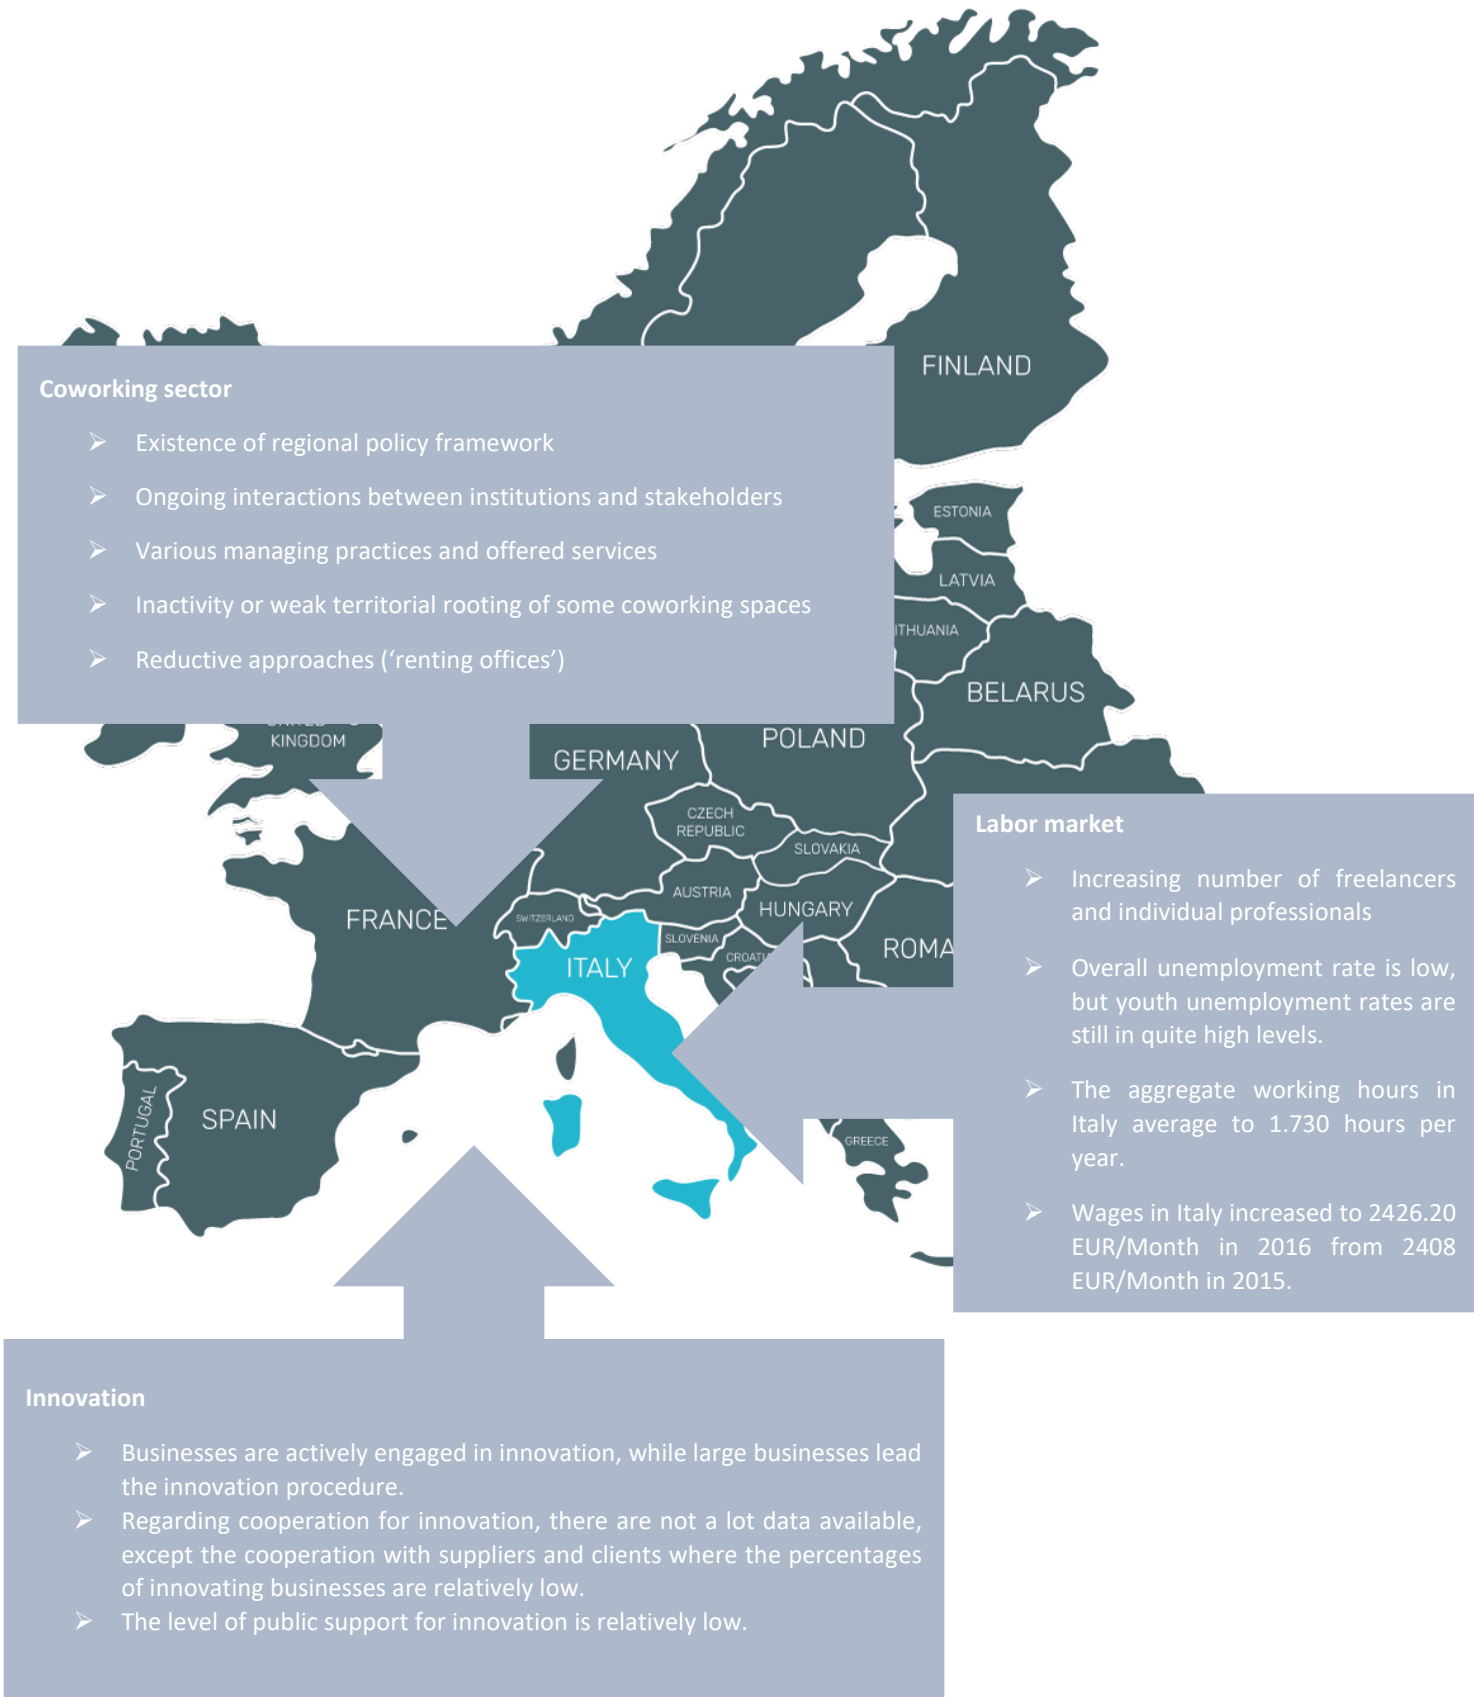 FINLAND
Coworking sector
➢ Existence of regional policy framework
➢ Ongoing interactions between institutions and stakeholders
➢ Various managing practices and offered services
➢ Inactivity or weak territorial rooting of some coworking spaces
➢ Reductive approaches (‘renting offices’)
ESTONIA
LATVIA
ITHUANIA
BELARUS
KINGDOM
GERMANY
POLAND
CZECH
REPUBLIC
SLOVAKIA
AUSTRIA
HUNGARY
FRANCE
SWITZERLAND
SLOVENIA
CROATI
ROMA
ITALY
PORTUGAL
SPAIN
GREECE
Labor market
➢ Increasing number of freelancers
and individual professionals
➢ Overall unemployment rate is low,
but youth unemployment rates are
still in quite high levels.
➢ The aggregate working hours in
Italy average to 1.730 hours per
year.
➢ Wages in Italy increased to 2426.20
EUR/Month in 2016 from 2408
EUR/Month in 2015.
Innovation
➢ Businesses are actively engaged in innovation, while large businesses lead
the innovation procedure.
➢ Regarding cooperation for innovation, there are not a lot data available,
except the cooperation with suppliers and clients where the percentages
of innovating businesses are relatively low.
➢ The level of public support for innovation is relatively low.